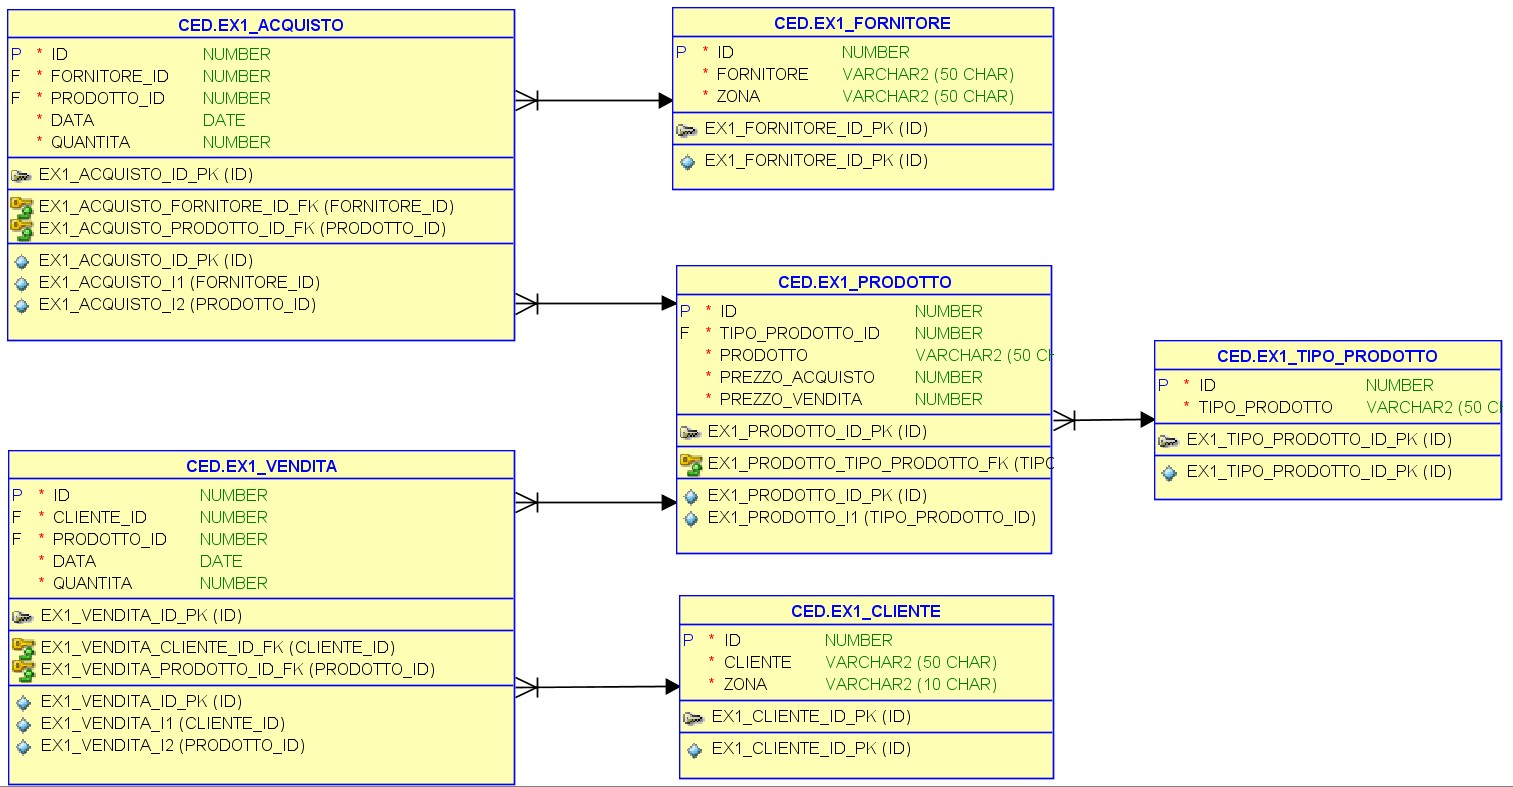 CED.EX1_ACQUISTO
P * ID NUMBER
F * FORNITORE_ID NUMBER
F * PRODOTTO_ID NUMBER
* DATA DATE
* QUANTITA NUMBER
EX1_ACQUISTO_ID_PK (ID)
EX1_ACQUISTO_FORNITORE_ID_FK (FORNITORE_ID)
EX1_ACQUISTO_PRODOTTO_ID_FK (PRODOTTO_ID)
EX1_ACQUISTO_ID_PK (ID)
EX1_ACQUISTO_I1 (FORNITORE_ID)
EX1_ACQUISTO_I2 (PRODOTTO_ID)
CED.EX1_FORNITORE
P * ID NUMBER
* FORNITORE VARCHAR2 (50 CHAR)
* ZONA VARCHAR2 (50 CHAR)
EX1_FORNITORE_ID_PK (ID)
EX1_FORNITORE_ID_PK (ID)
CED.EX1_PRODOTTO
P * ID NUMBER
F * TIPO_PRODOTTO_ID NUMBER
* PRODOTTO VARCHAR2 (50 CH
* PREZZO_ACQUISTO NUMBER
* PREZZO_VENDITA NUMBER
EX1_PRODOTTO_ID_PK (ID)
EX1_PRODOTTO_TIPO_PRODOTTO_FK (TIPO
EX1_PRODOTTO_ID_PK (ID)
EX1_PRODOTTO_I1 (TIPO_PRODOTTO_ID)
CED.EX1_TIPO_PRODOTTO
P * ID NUMBER
* TIPO_PRODOTTO VARCHAR2 (50 C
EX1_TIPO_PRODOTTO_ID_PK (ID)
EX1_TIPO_PRODOTTO_ID_PK (ID)
CED.EX1_VENDITA
P * ID NUMBER
F * CLIENTE_ID NUMBER
F * PRODOTTO_ID NUMBER
* DATA DATE
* QUANTITA NUMBER
EX1_VENDITA_ID_PK (ID)
EX1_VENDITA_CLIENTE_ID_FK (CLIENTE_ID)
EX1_VENDITA_PRODOTTO_ID_FK (PRODOTTO_ID)
EX1_VENDITA_ID_PK (ID)
EX1_VENDITA_I1 (CLIENTE_ID)
EX1_VENDITA_I2 (PRODOTTO_ID)
CED.EX1_CLIENTE
P * ID NUMBER
* CLIENTE VARCHAR2 (50 CHAR)
* ZONA VARCHAR2 (10 CHAR)
EX1_CLIENTE_ID_PK (ID)
EX1_CLIENTE_ID_PK (ID)